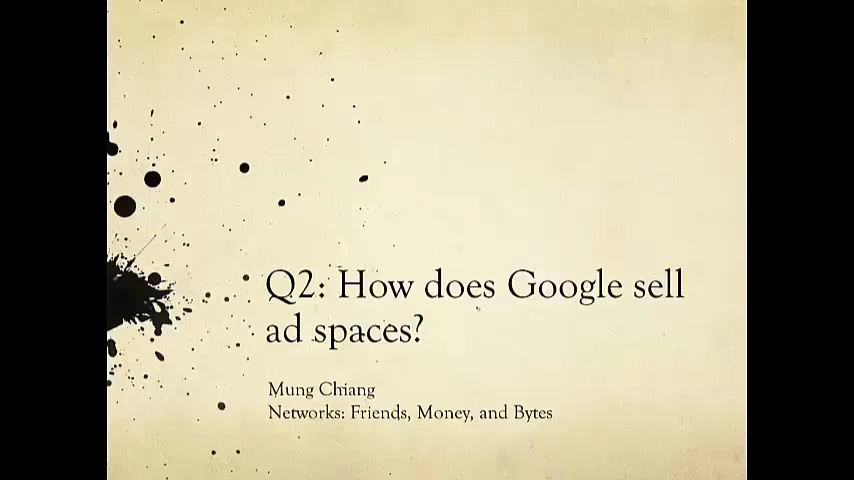 Q2: How does Google sell
ad spaces?
Mung Chiang
Networks: Friends, Money, and Bytes